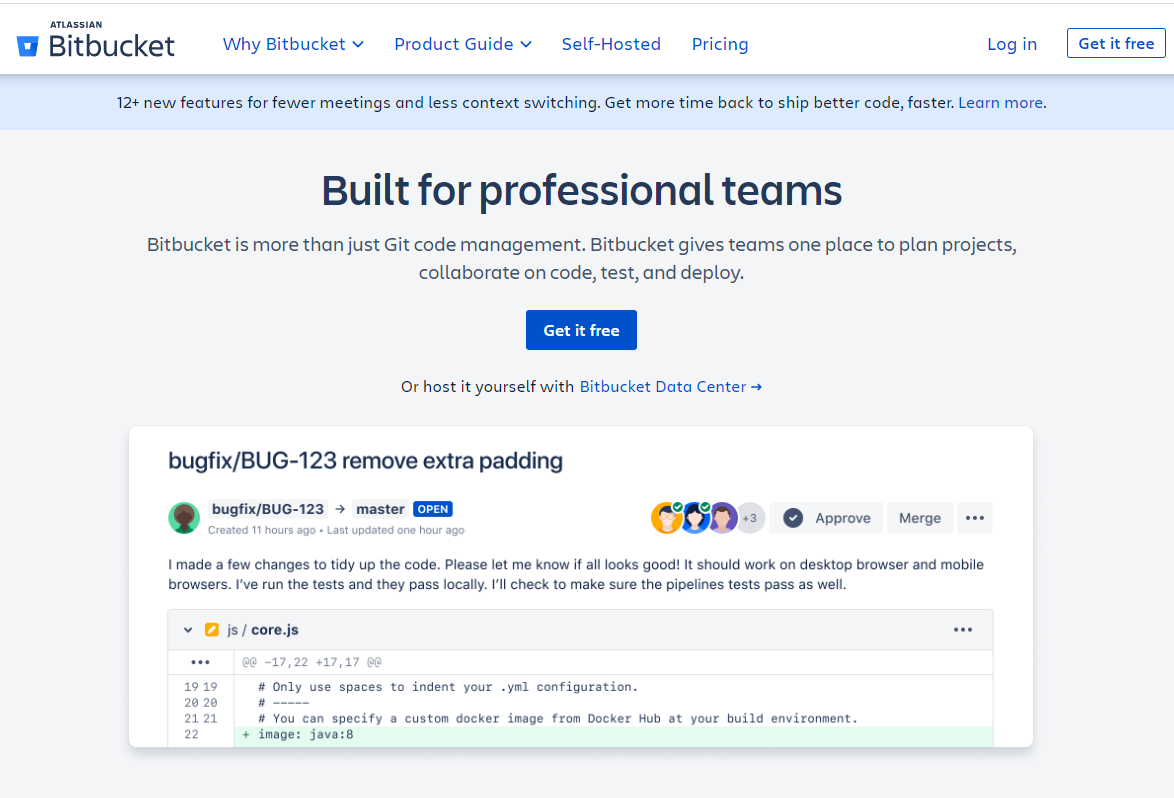 ATLASSIAN
Bitbucket
Why Bitbucket
Product Guide
Self-Hosted
Pricing
Log in
Get it free
12+ new features for fewer meetings and less context switching. Get more time back to ship better code, faster. Learn more.
Built for professional teams
Bitbucket is more than just Git code management. Bitbucket gives teams one place to plan projects,
collaborate on code, test, and deploy.
Get it free
Or host it yourself with Bitbucket Data Center →
bugfix/BUG-123 remove extra padding
bugfix/BUG-123 → master OPEN
Created 11 hours ago • Last updated one hour ago
+3
Approve
Merge
•••
I made a few changes to tidy up the code. Please let me know if all looks good! It should work on desktop browser and mobile
browsers. I’ve run the tests and they pass locally. I’ll check to make sure the pipelines tests pass as well.
js / core.js
•••
••• @@ -17,22 +17,17 @@
19 19 # Only use spaces to indent your .yml configuration.
20 20 # -----
21 21 # You can specify a custom docker image from Docker Hub at your build environment.
22 + image: java:8